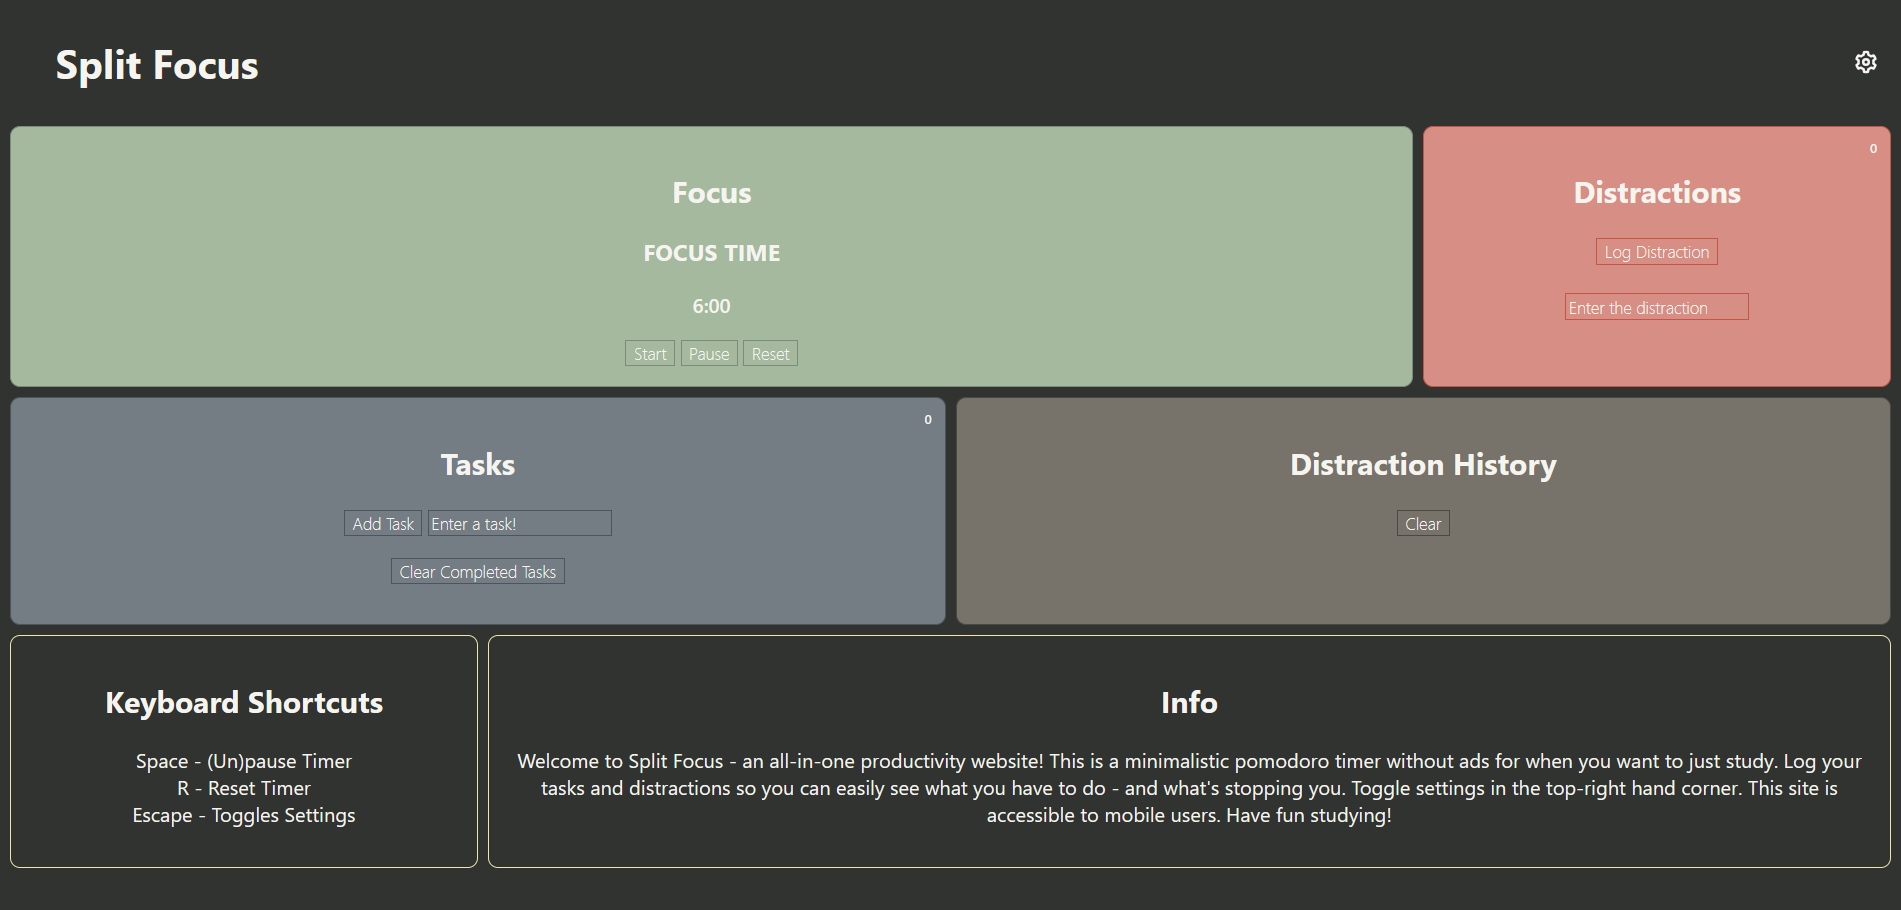 Split Focus
Focus
FOCUS TIME
6:00
Start Pause Reset
0
Distractions
Log Distraction
Enter the distraction
0
Tasks
Add Task Enter a task!
Clear Completed Tasks
Distraction History
Clear
Keyboard Shortcuts
Space - (Un)pause Timer
R - Reset Timer
Escape - Toggles Settings
Info
Welcome to Split Focus - an all-in-one productivity website! This is a minimalistic pomodoro timer without ads for when you want to just study. Log your
tasks and distractions so you can easily see what you have to do - and what's stopping you. Toggle settings in the top-right hand corner. This site is
accessible to mobile users. Have fun studying!